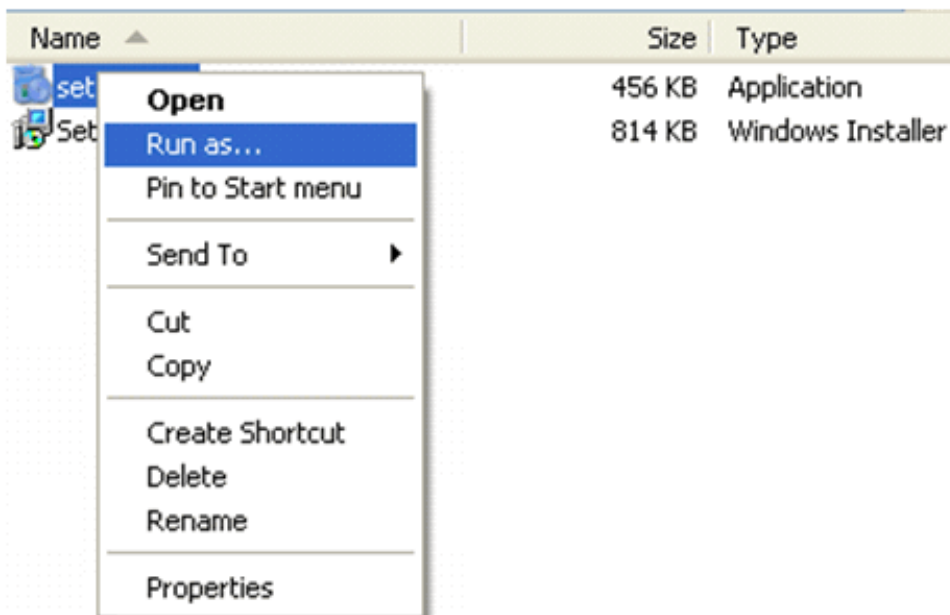 Name Size Type
set 456 KB Application
Set 814 KB Windows Installer
Open
Run as...
Pin to Start menu
Send To
Cut
Copy
Create Shortcut
Delete
Rename
Properties